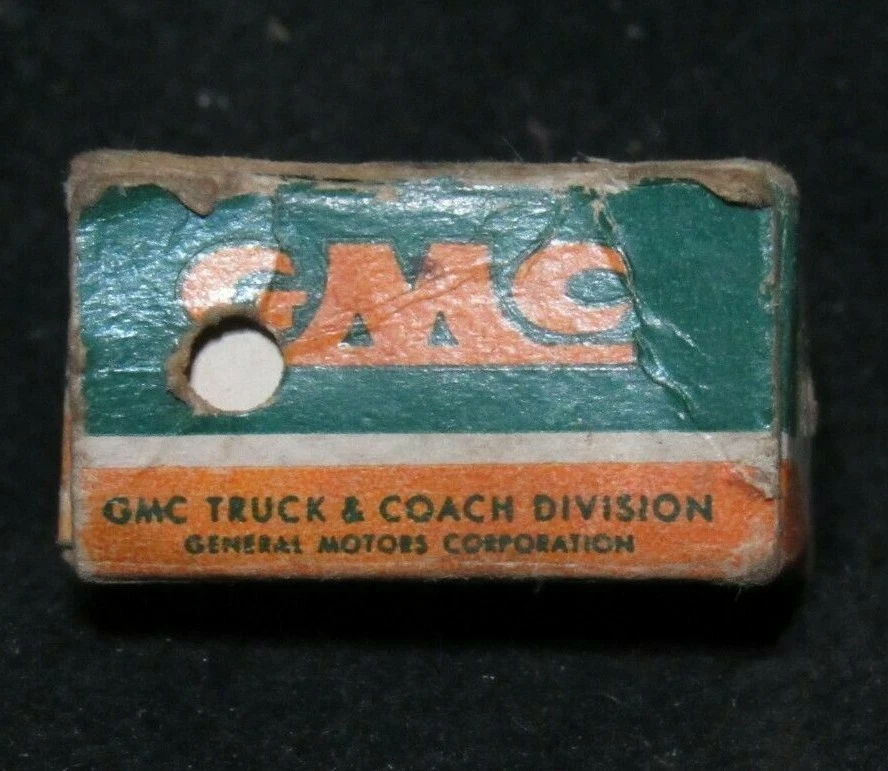 GMC
GMC TRUCK & COACH DIVISION
GENERAL MOTORS CORPORATION